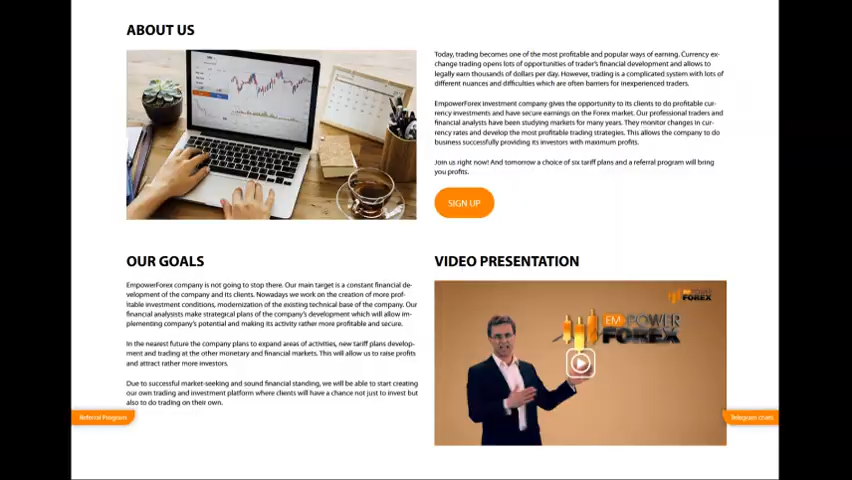 ABOUT US
Today, trading becomes one of the most profitable and popular ways of earning. Currency ex-
change trading opens lots of opportunities of trader's financial development and allows to
legally earn thousands of dollars per day. However, trading is a complicated system with lots of
different nuances and difficulties which are often barriers for inexperienced traders.
EmpowerForex investment company gives the opportunity to its clients to do profitable cur-
rency investments and have secure earnings on the Forex market. Our professional traders and
financial analysts have been studying markets for many years. They monitor changes in cur-
rency rates and develop the most profitable trading strategies. This allows the company to do
business successfully providing its investors with maximum profits.
Join us right now! And tomorrow a choice of six tariff plans and a referral program will bring
you profits.
SIGN UP
OUR GOALS
EmpowerForex company is not going to stop there. Our main target is a constant financial de-
velopment of the company and its clients. Nowadays we work on the creation of more prof-
itable investment conditions, modernization of the existing technical base of the company. Our
financial analysists make strategical plans of the company's development which will allow im-
plementing company's potential and making its activity rather more profitable and secure.
In the nearest future the company plans to expand areas of activities, new tariff plans develop-
ment and trading at the other monetary and financial markets. This will allow us to raise profits
and attract rather more investors.
Due to successful market-seeking and sound financial standing, we will be able to start creating
our own trading and investment platform where clients will have a chance not just to invest but
also to do trading on their own.
Referral Program
VIDEO PRESENTATION
EMPOWER
FOREX
EMPOWER
FOREX
Telegram chats